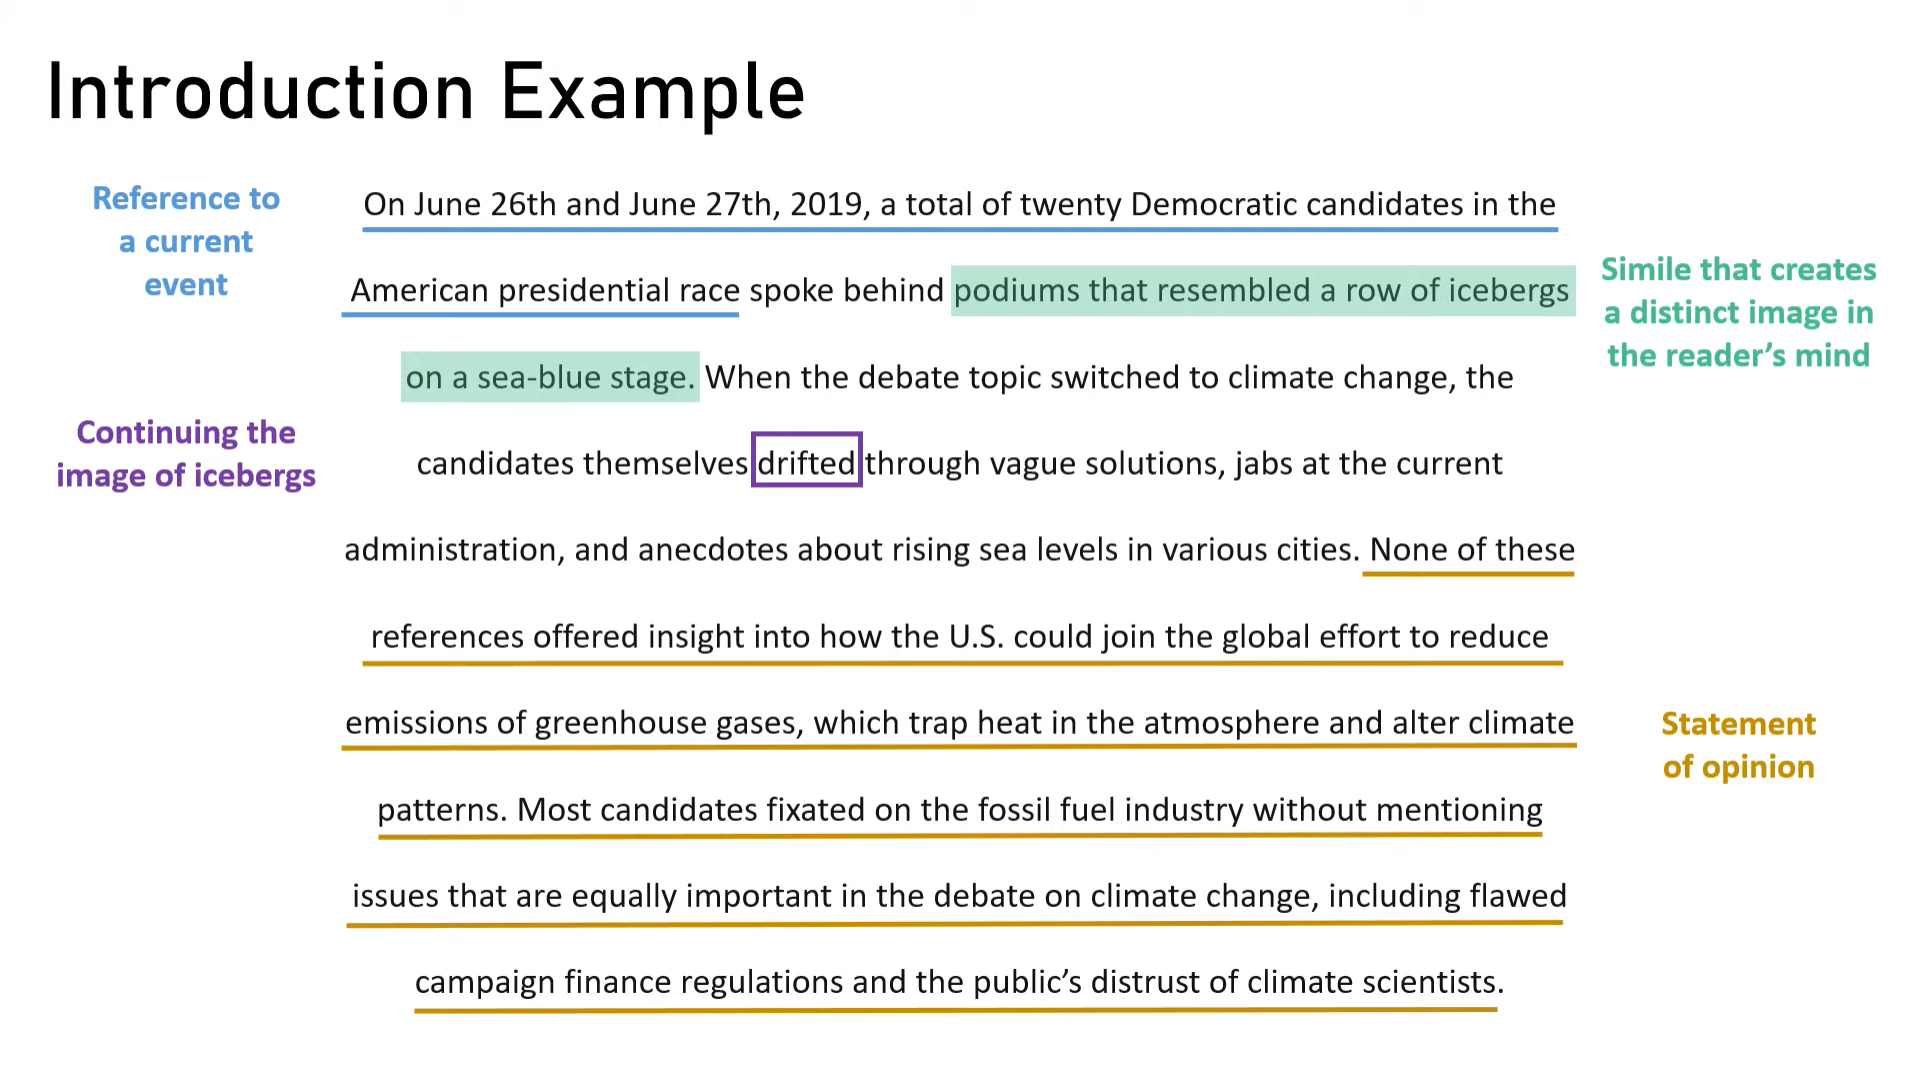 Introduction Example
Reference to
a current
event
On June 26th and June 27th, 2019, a total of twenty Democratic candidates in the
American presidential race spoke behind podiums that resembled a row of icebergs
on a sea-blue stage. When the debate topic switched to climate change, the
candidates themselves drifted through vague solutions, jabs at the current
administration, and anecdotes about rising sea levels in various cities. None of these
references offered insight into how the U.S. could join the global effort to reduce
emissions of greenhouse gases, which trap heat in the atmosphere and alter climate
patterns. Most candidates fixated on the fossil fuel industry without mentioning
issues that are equally important in the debate on climate change, including flawed
campaign finance regulations and the public’s distrust of climate scientists.
Simile that creates
a distinct image in
the reader’s mind
Continuing the
image of icebergs
Statement
of opinion